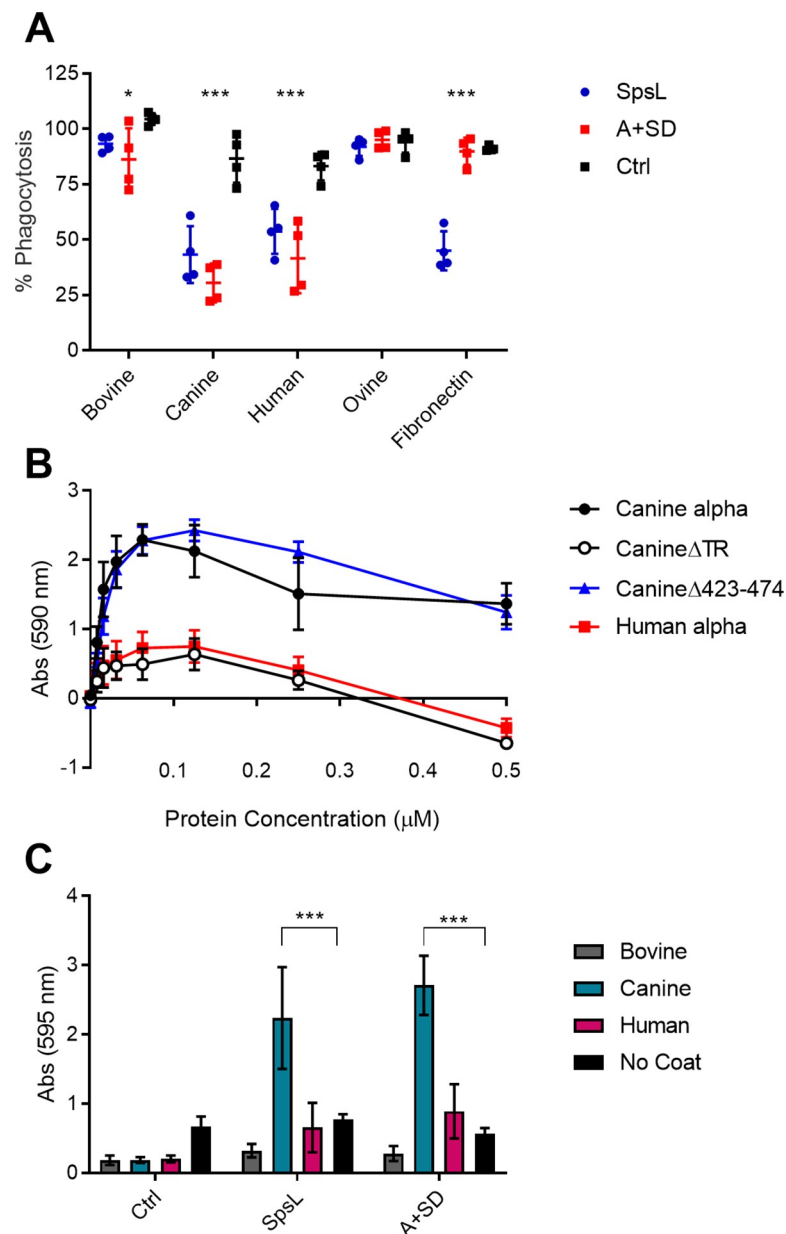 A
% Phagocytosis
125
100
75
50
25
0
* *** *** ***
Bovine
Canine
Human
Ovine
Fibronectin
SpsL
A+SD
Ctrl
B
Abs (590 nm)
3
2
1
0
-1
0.1 0.2 0.3 0.4 0.5
Protein Concentration (μM)
Canine alpha
CanineΔTR
CanineΔ423-474
Human alpha
C
Abs (595 nm)
4
3
2
1
0
*** ***
Ctrl
SpsL
A+SD
Bovine
Canine
Human
No Coat